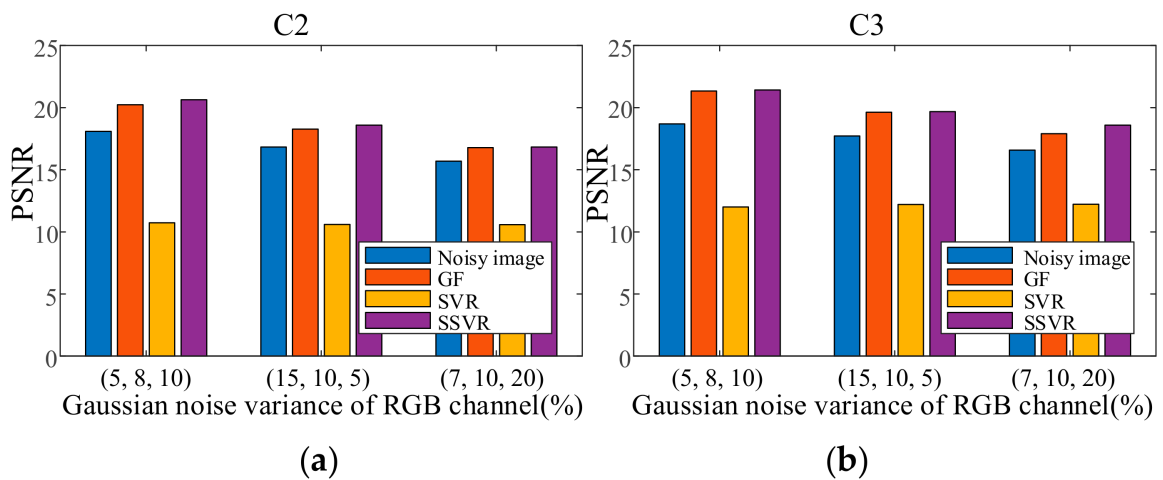 C2
25
20
15
10
5
0
PSNR
Noisy image
GF
SVR
SSVR
(5, 8, 10) (15, 10, 5) (7, 10, 20)
Gaussian noise variance of RGB channel(%)
(a)
C3
25
20
15
10
5
0
PSNR
Noisy image
GF
SVR
SSVR
(5, 8, 10) (15, 10, 5) (7, 10, 20)
Gaussian noise variance of RGB channel(%)
(b)